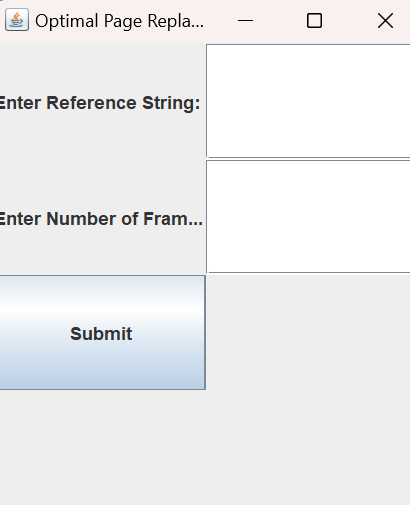 Optimal Page Repla...
Enter Reference String:
Enter Number of Fram...
Submit